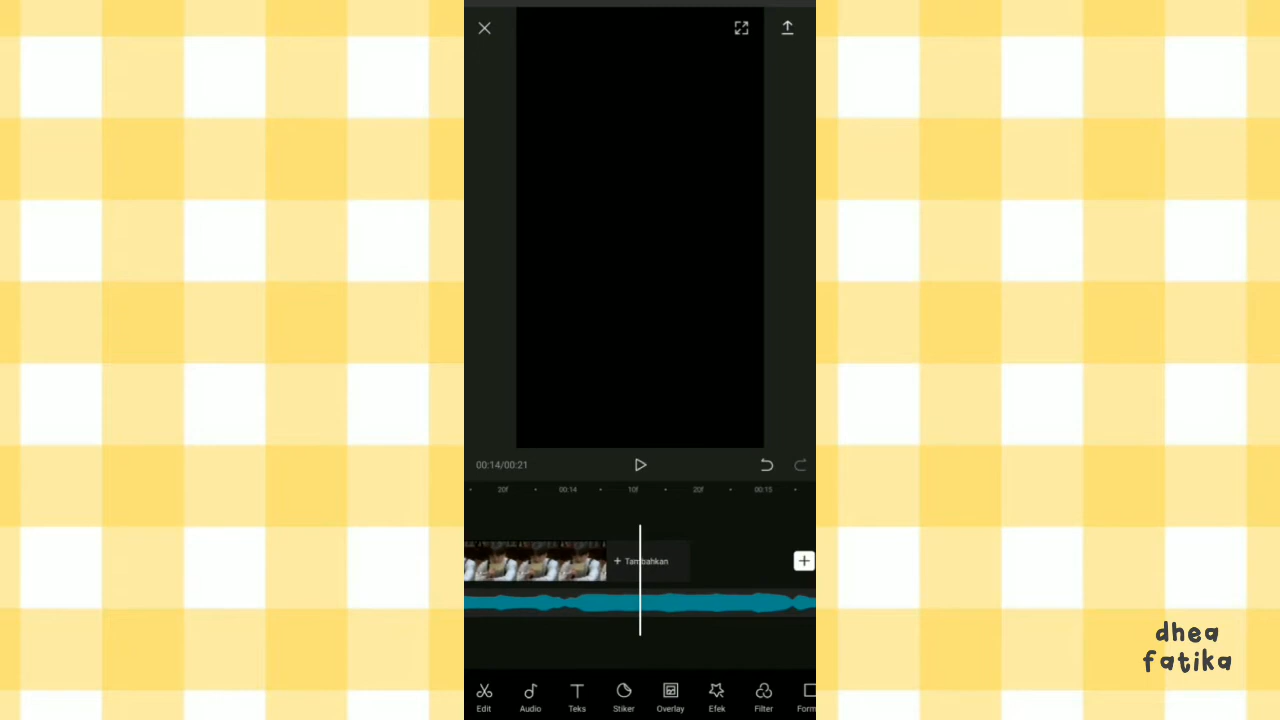 00:14/00:21
20f 00:14 10f 20f 00:15
+ Tambahkan
Edit Audio Teks Stiker Overlay Efek Filter Form
dhea
fatika